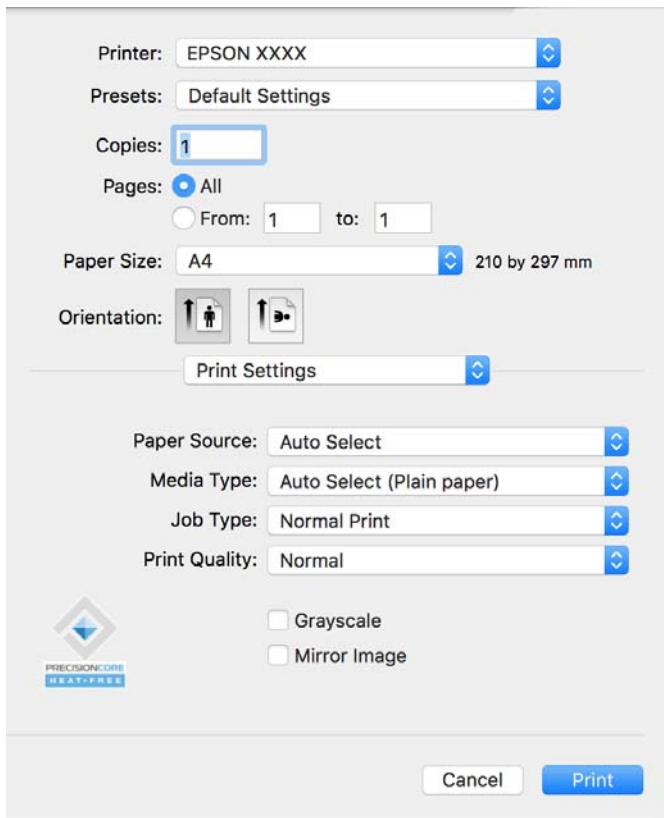 Printer: EPSON XXXX
Presets: Default Settings
Copies: 1
Pages: All
From: 1 to: 1
Paper Size: A4 210 by 297 mm
Orientation:
Print Settings
Paper Source: Auto Select
Media Type: Auto Select (Plain paper)
Job Type: Normal Print
Print Quality: Normal
Grayscale
Mirror Image
PRECISIONCORE
HEAT-FREE
Cancel Print